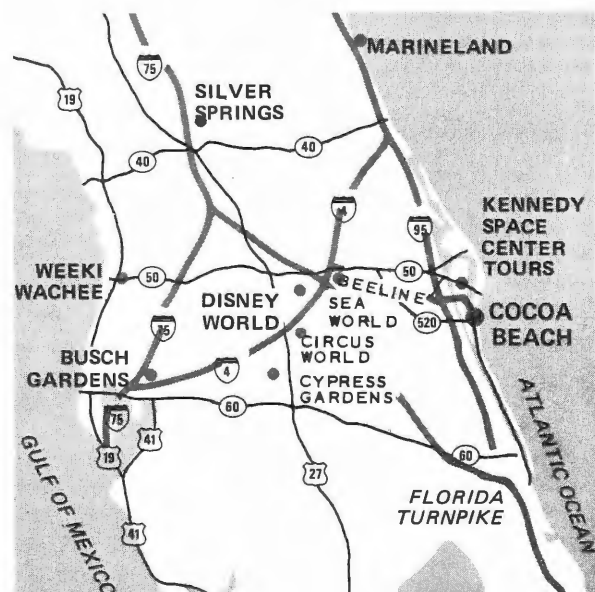 MARINELAND
75
19
SILVER
SPRINGS
40
40
KENNEDY
SPACE
CENTER
TOURS
4
95
WEEKI
WACHEE
50
50
BEELINE
DISNEY
WORLD
SEA
WORLD
520
COCOA
BEACH
75
CIRCUS
WORLD
BUSCH
GARDENS
4
CYPRESS
GARDENS
60
75
41
19
60
27
41
GULF OF MEXICO
FLORIDA
TURNPIKE
ATLANTIC OCEAN